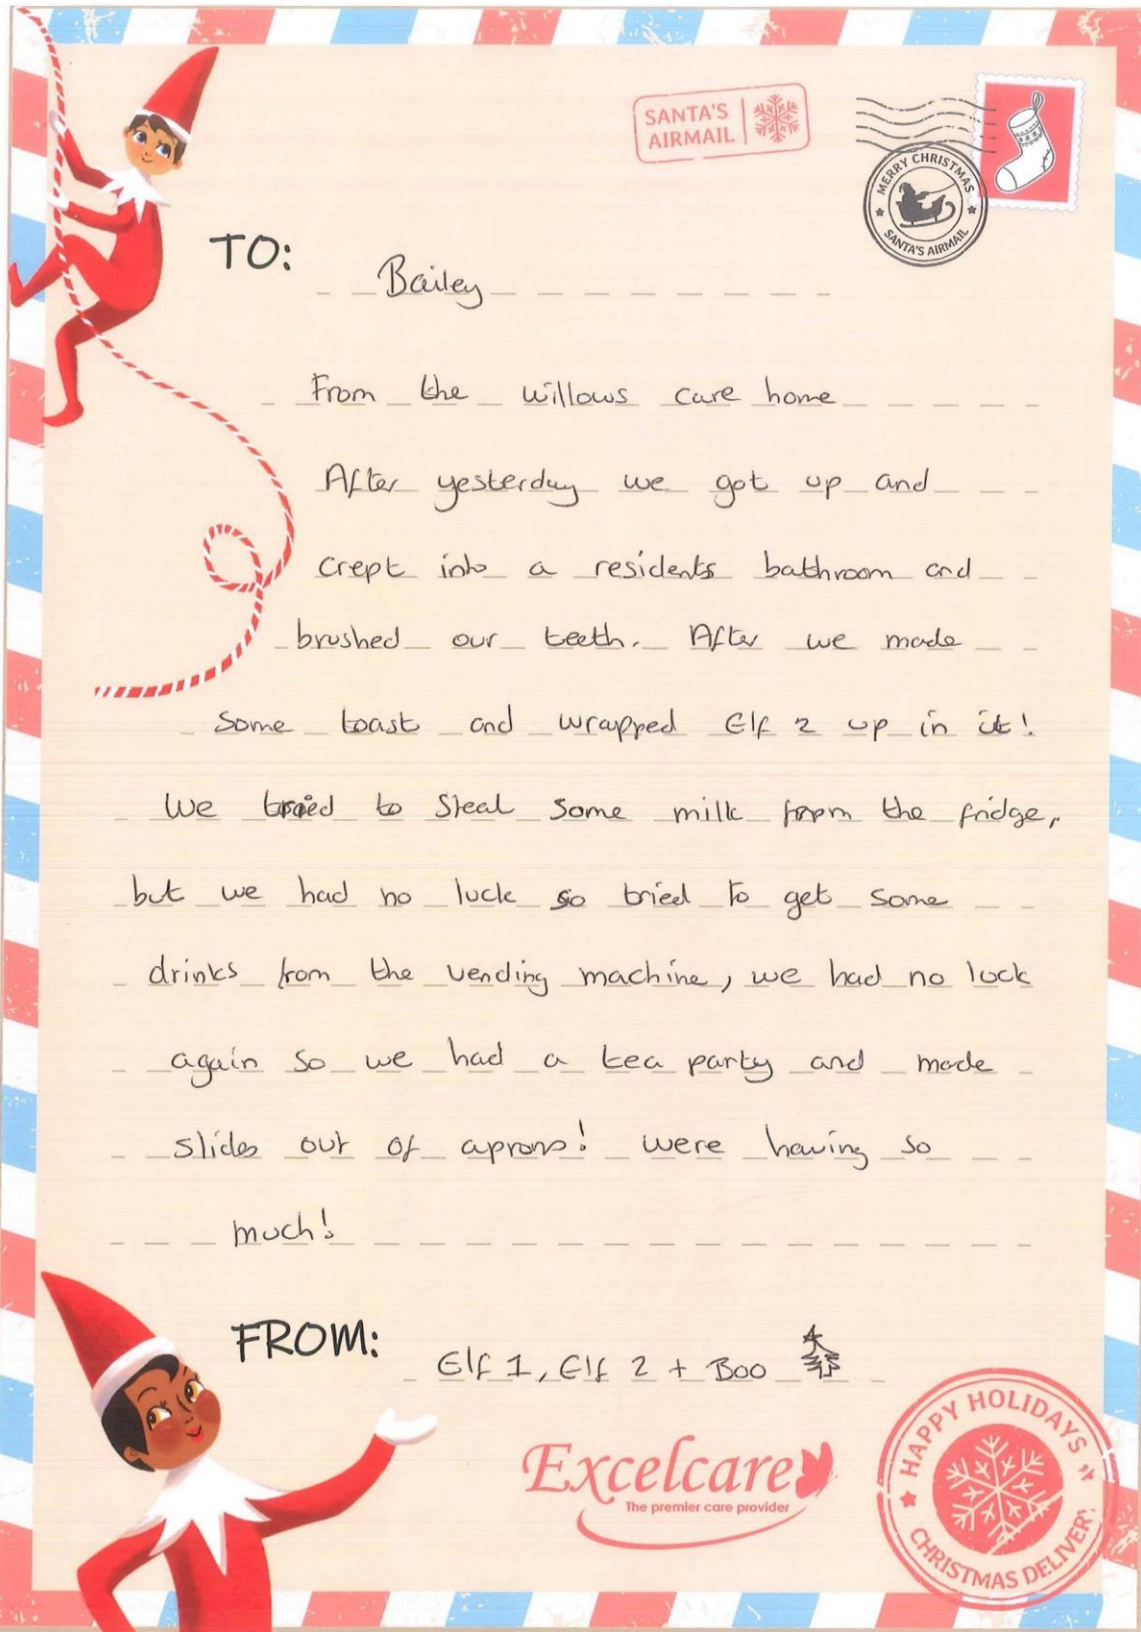 SANTA'S
AIRMAIL
MERRY CHRISTMAS
SANTA'S AIRMAIL
TO: Bailey
From the willows care home
After yesterday we got up and
crept into a residents bathroom and
brushed our teeth. After we made
some toast and wrapped Elf 2 up in it!
We tried to steal some milk from the fridge,
but we had no luck so tried to get some
drinks from the vending machine, we had no luck
again so we had a tea party and made
slides out of aprons! were having so
much!
FROM: Elf 1, Elf 2 + Boo
Excelcare
The premier care provider
HAPPY HOLIDAYS
CHRISTMAS DELIVERY